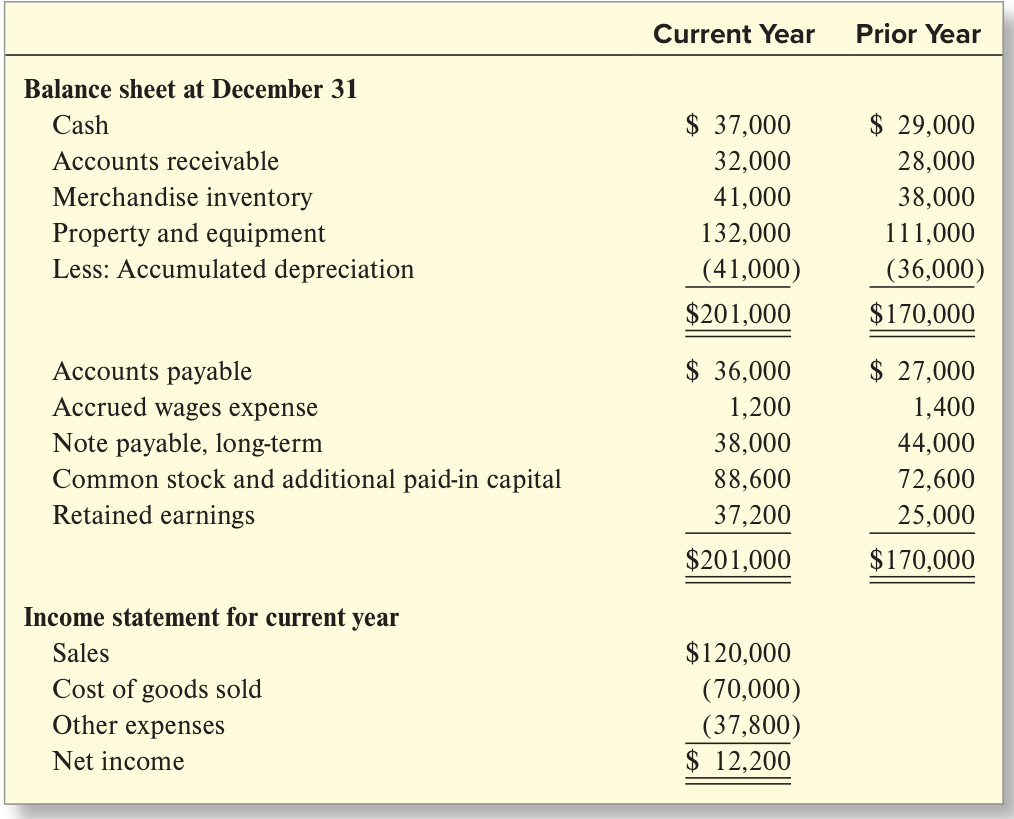 Current Year Prior Year
Balance sheet at December 31
Cash $ 37,000 $ 29,000
Accounts receivable 32,000 28,000
Merchandise inventory 41,000 38,000
Property and equipment 132,000 111,000
Less: Accumulated depreciation (41,000) (36,000)
$201,000 $170,000
Accounts payable $ 36,000 $ 27,000
Accrued wages expense 1,200 1,400
Note payable, long-term 38,000 44,000
Common stock and additional paid-in capital 88,600 72,600
Retained earnings 37,200 25,000
$201,000 $170,000
Income statement for current year
Sales $120,000
Cost of goods sold (70,000)
Other expenses (37,800)
Net income $ 12,200